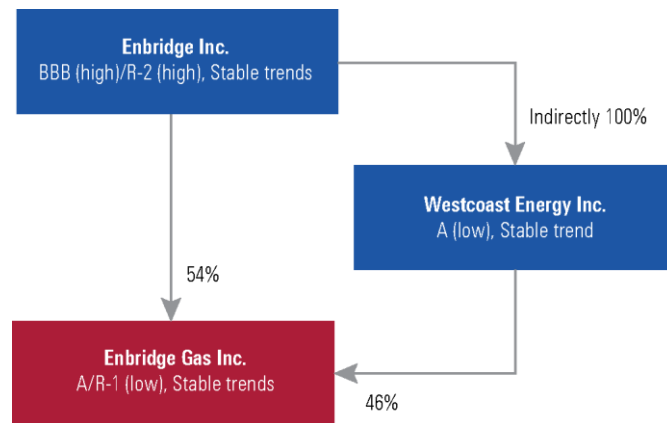 Enbridge Inc.
BBB (high)/R-2 (high), Stable trends
Indirectly 100%
Westcoast Energy Inc.
A (low), Stable trend
54%
Enbridge Gas Inc.
A/R-1 (low), Stable trends
46%